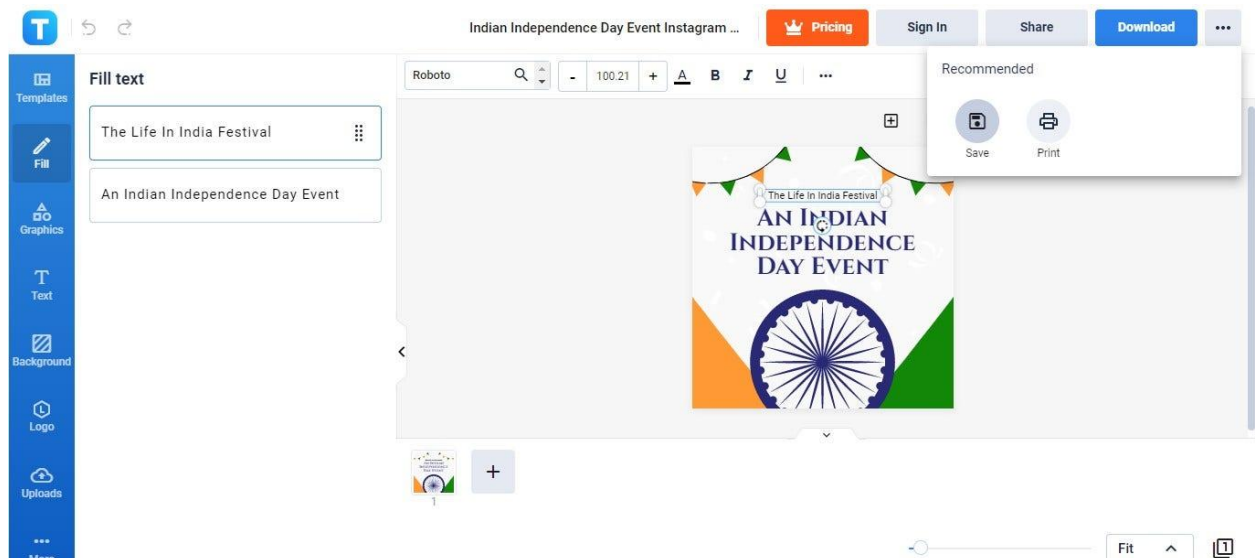 T
Indian Independence Day Event Instagram ...
Pricing
Sign In
Share
Download
Templates
Fill
Graphics
Text
Background
Logo
Uploads
More
Fill text
The Life In India Festival
An Indian Independence Day Event
Roboto
- 100.21 + A B I U
Recommended
Save
Print
The Life In India Festival
AN INDIAN
INDEPENDENCE
DAY EVENT
1
Fit
1